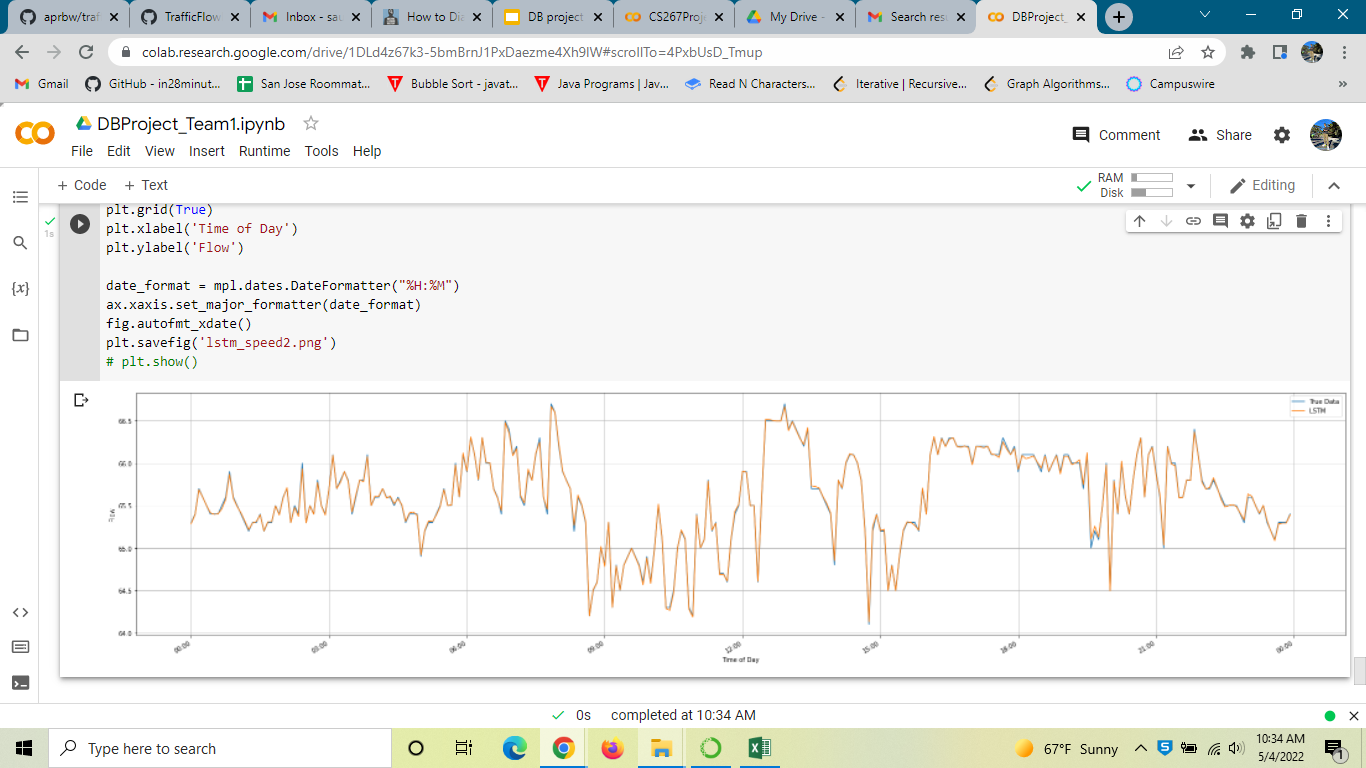 aprbw/traf
TrafficFlow
Inbox - sau
How to Dia
DB project
CS267Proje
My Drive -
Search rese
DBProject_
colab.research.google.com/drive/1DLd4z67k3-5bmBrnJ1PxDaezme4Xh9lW#scrollTo=4PxbUsD_Tmup
Gmail
GitHub - in28minut...
San Jose Roommat...
Bubble Sort - javat...
Java Programs | Jav...
Read N Characters...
Iterative | Recursive...
Graph Algorithms...
Campuswire
»
DBProject_Team1.ipynb
Comment
Share
File Edit View Insert Runtime Tools Help
+ Code + Text
RAM
Disk
Editing
1s
plt.grid(True)
plt.xlabel('Time of Day')
plt.ylabel('Flow')
date_format = mpl.dates.DateFormatter("%H:%M")
ax.xaxis.set_major_formatter(date_format)
fig.autofmt_xdate()
plt.savefig('lstm_speed2.png')
# plt.show()
{x}
True Data
LSTM
66.5
66.0
65.5
65.0
64.5
64.0
Flow
00:00
03:00
06:00
09:00
12:00
15:00
18:00
21:00
00:00
Time of Day
0s completed at 10:34 AM
Type here to search
67°F Sunny
10:34 AM
5/4/2022
1